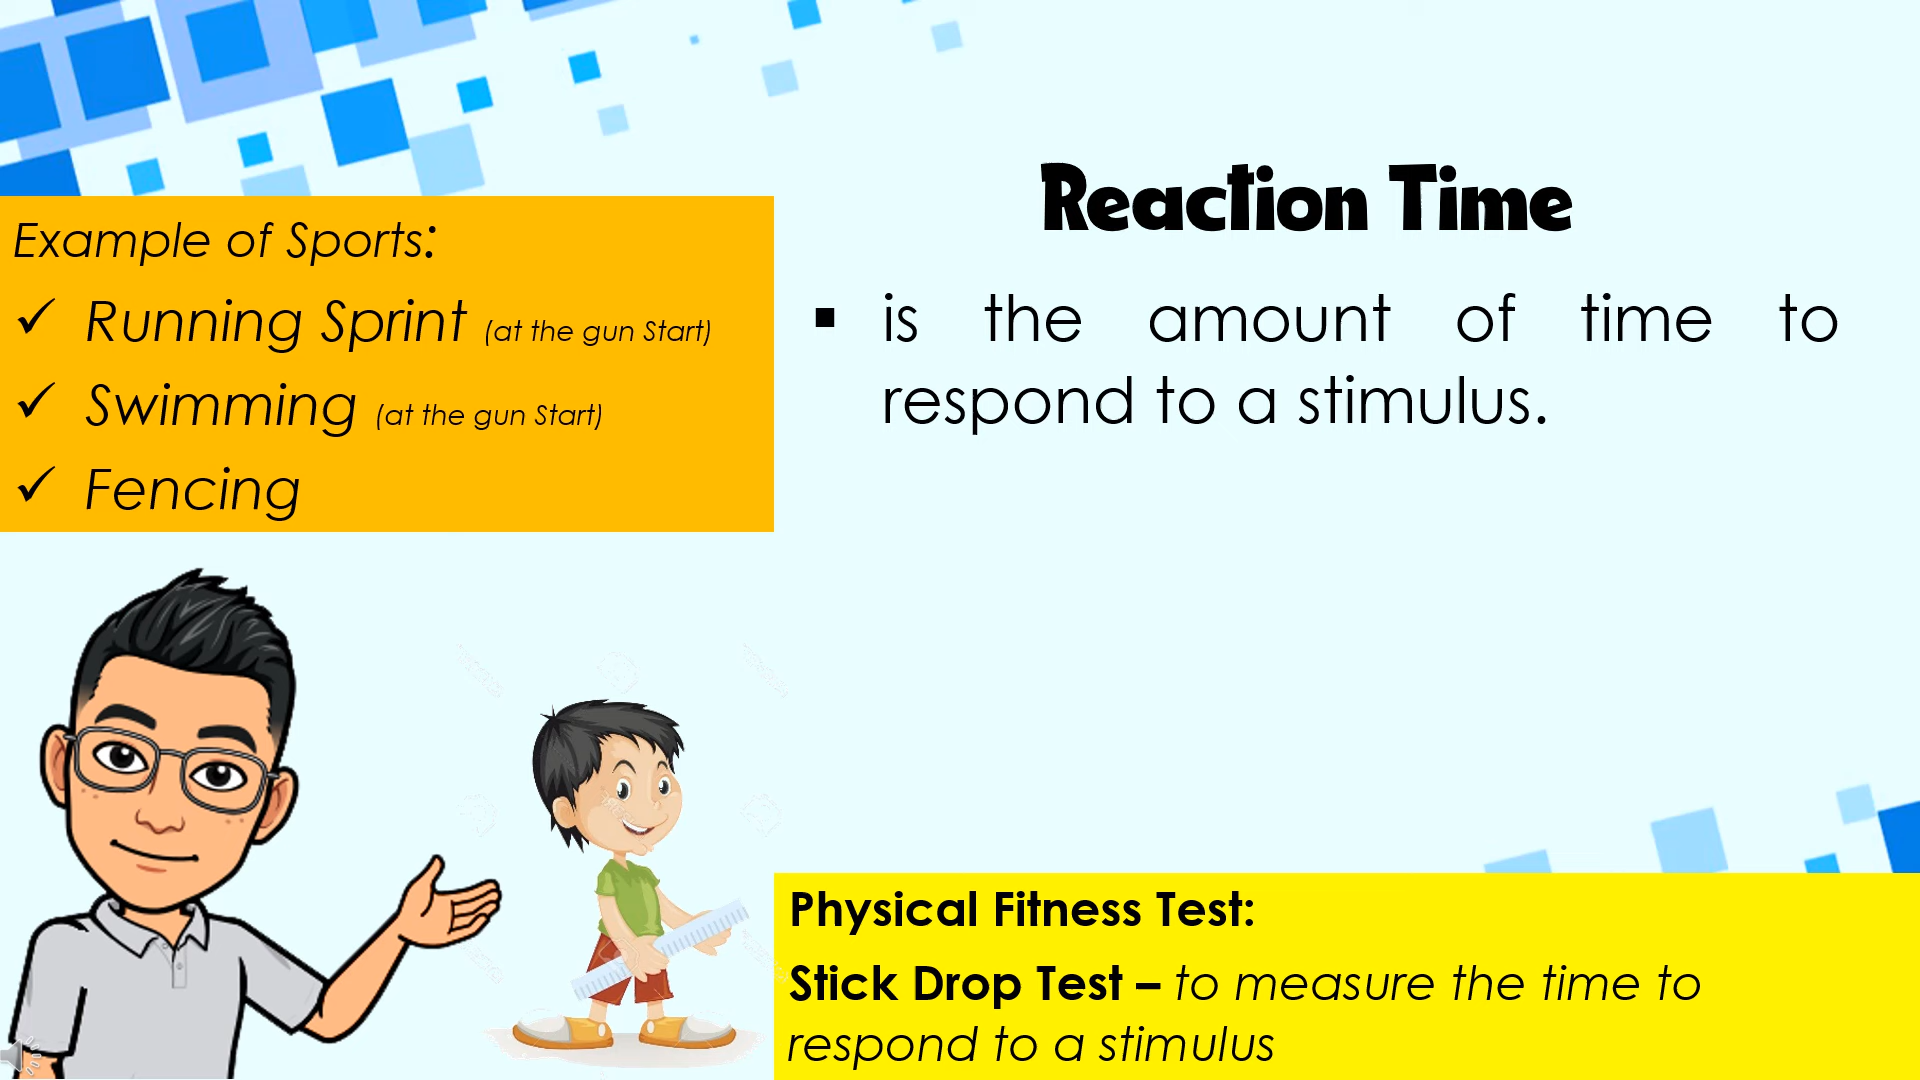 Reaction Time
Example of Sports:
✓ Running Sprint (at the gun Start)
✓ Swimming (at the gun Start)
✓ Fencing
▪ is the amount of time to
respond to a stimulus.
Physical Fitness Test:
Stick Drop Test – to measure the time to
respond to a stimulus